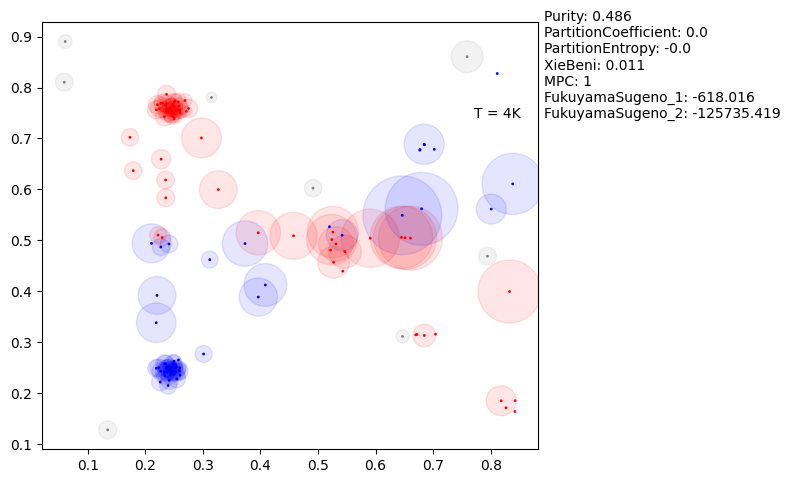 Purity: 0.486
PartitionCoefficient: 0.0
PartitionEntropy: -0.0
XieBeni: 0.011
MPC: 1
FukuyamaSugeno_1: -618.016
FukuyamaSugeno_2: -125735.419
T = 4K
0.9
0.8
0.7
0.6
0.5
0.4
0.3
0.2
0.1
0.1 0.2 0.3 0.4 0.5 0.6 0.7 0.8